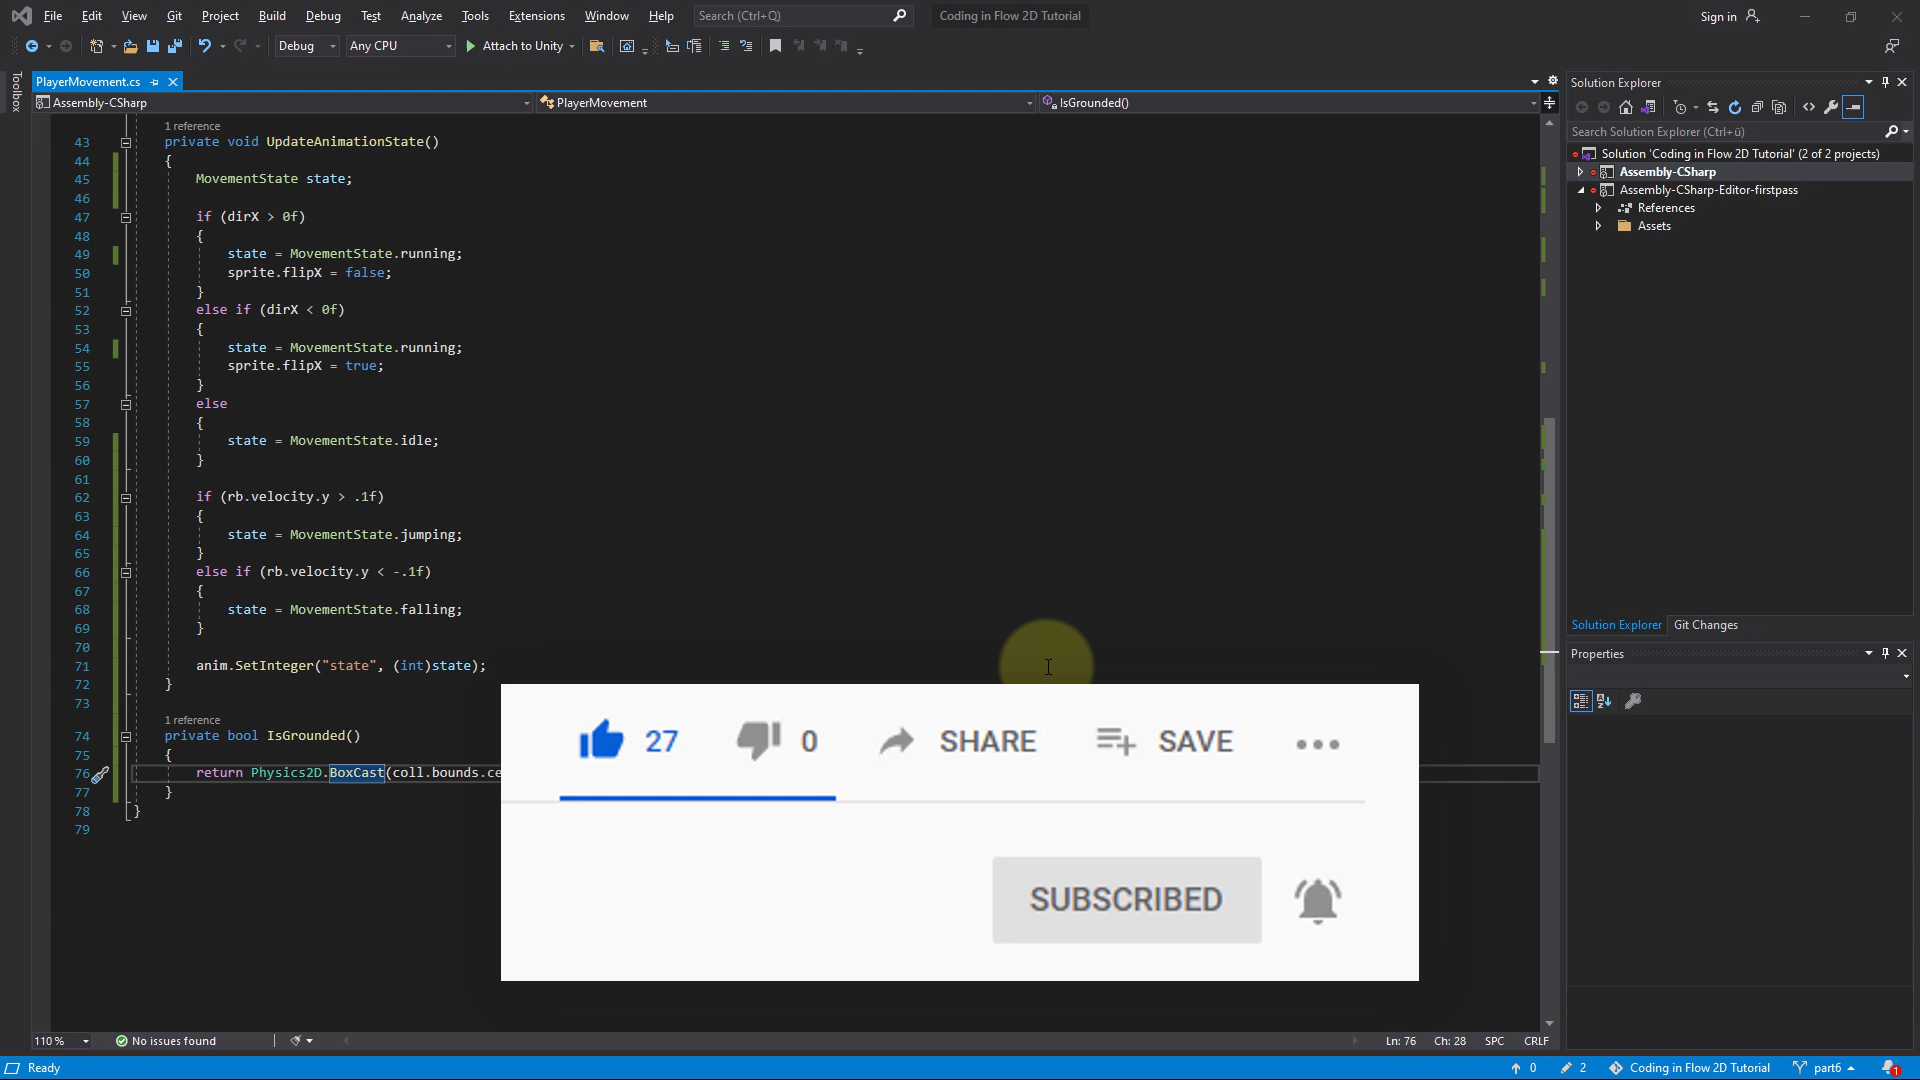 File Edit View Git Project Build Debug Test Analyze Tools Extensions Window Help Search (Ctrl+Q) Coding in Flow 2D Tutorial Sign in
Debug Any CPU Attach to Unity
Toolbox
PlayerMovement.cs
Assembly-CSharp PlayerMovement IsGrounded()
1 reference
43 private void UpdateAnimationState()
44 {
45 MovementState state;
46
47 if (dirX > 0f)
48 {
49 state = MovementState.running;
50 sprite.flipX = false;
51 }
52 else if (dirX < 0f)
53 {
54 state = MovementState.running;
55 sprite.flipX = true;
56 }
57 else
58 {
59 state = MovementState.idle;
60 }
61
62 if (rb.velocity.y > .1f)
63 {
64 state = MovementState.jumping;
65 }
66 else if (rb.velocity.y < -.1f)
67 {
68 state = MovementState.falling;
69 }
70
71 anim.SetInteger("state", (int)state);
72 }
73
1 reference
74 private bool IsGrounded()
75 {
76 return Physics2D.BoxCast(coll.bounds.ce
77 }
78 }
79
27 0 SHARE SAVE
SUBSCRIBED
110 % No issues found Ln: 76 Ch: 28 SPC CRLF
Solution Explorer
Search Solution Explorer (Ctrl+ü)
Solution 'Coding in Flow 2D Tutorial' (2 of 2 projects)
Assembly-CSharp
Assembly-CSharp-Editor-firstpass
References
Assets
Solution Explorer Git Changes
Properties
Ready 0 2 Coding in Flow 2D Tutorial part6 1